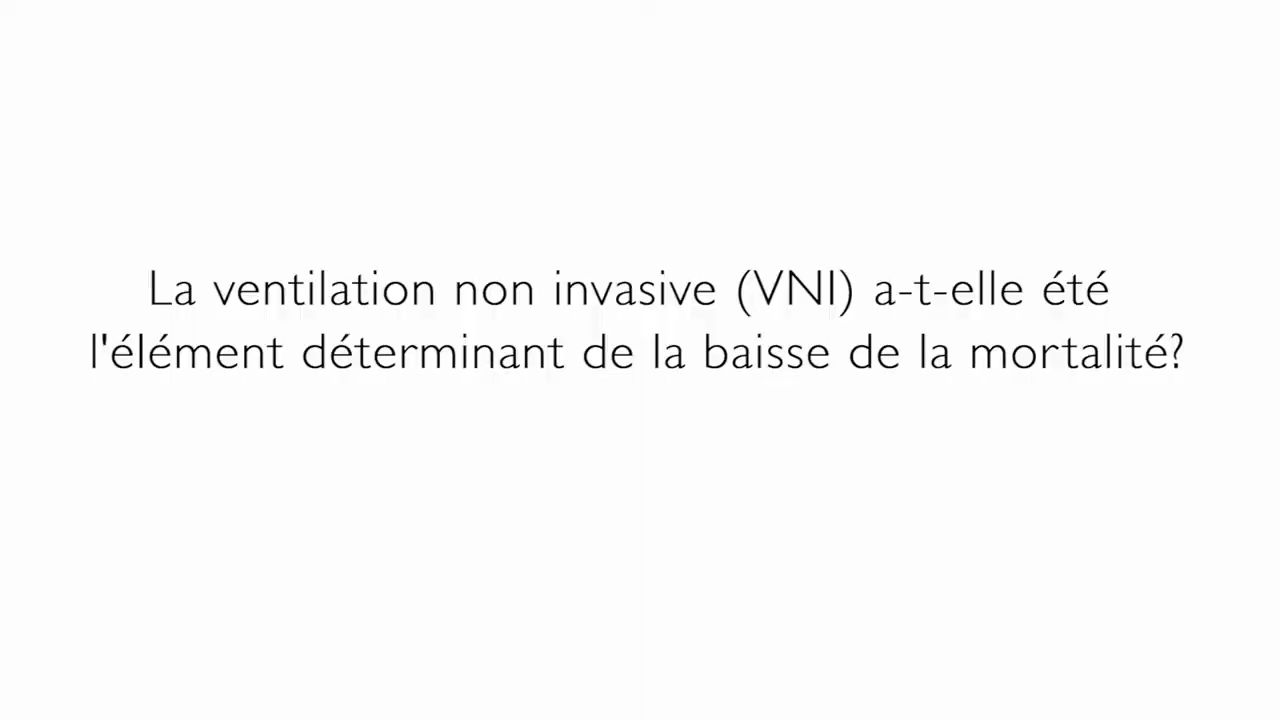 La ventilation non invasive (VNI) a-t-elle été
l'élément déterminant de la baisse de la mortalité?